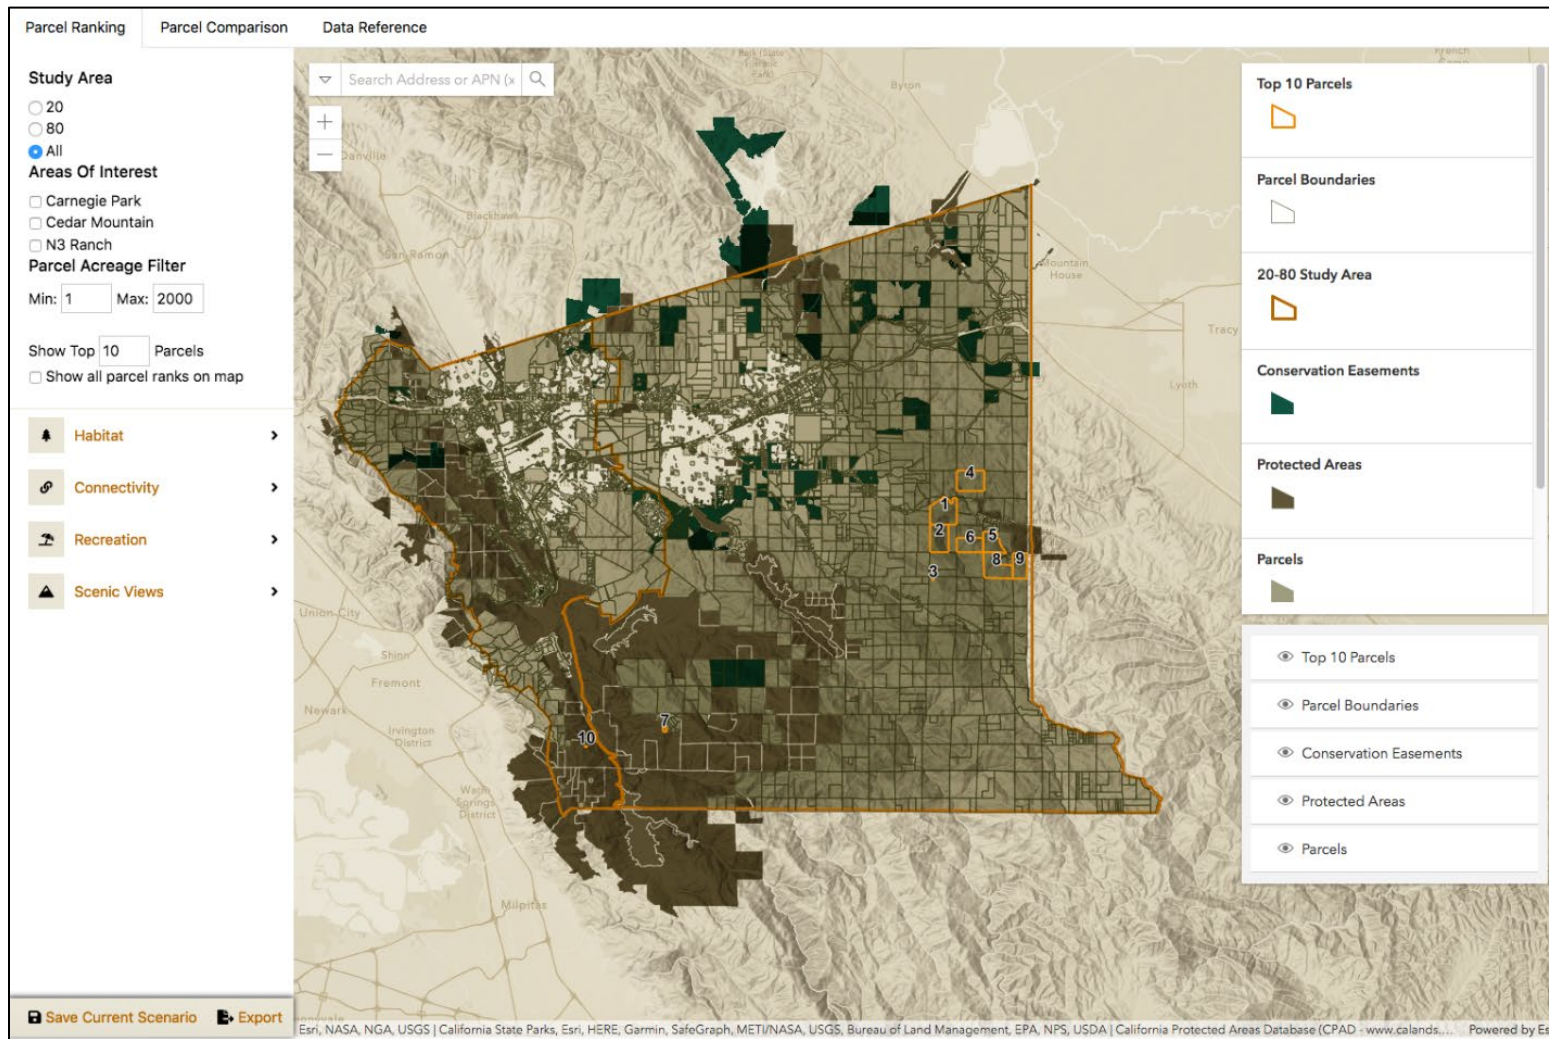 Parcel Ranking
Parcel Comparison
Data Reference
Study Area
20
80
All
Areas Of Interest
Carnegie Park
Cedar Mountain
N3 Ranch
Parcel Acreage Filter
Min: 1 Max: 2000
Show Top 10 Parcels
Show all parcel ranks on map
Habitat
Connectivity
Recreation
Scenic Views
Save Current Scenario
Export
Search Address or APN (x
+
−
Danville
Blackhawk
San Ramon
Byron
Mountain
House
Tracy
Lyoth
Union City
Shinn
Fremont
Newark
Irvington
District
Warm
Springs
District
Milpitas
4
1
2
6
5
8
9
3
7
10
Top 10 Parcels
Parcel Boundaries
20-80 Study Area
Conservation Easements
Protected Areas
Parcels
Top 10 Parcels
Parcel Boundaries
Conservation Easements
Protected Areas
Parcels
Esri, NASA, NGA, USGS | California State Parks, Esri, HERE, Garmin, SafeGraph, METI/NASA, USGS, Bureau of Land Management, EPA, NPS, USDA | California Protected Areas Database (CPAD - www.calands.... Powered by Es